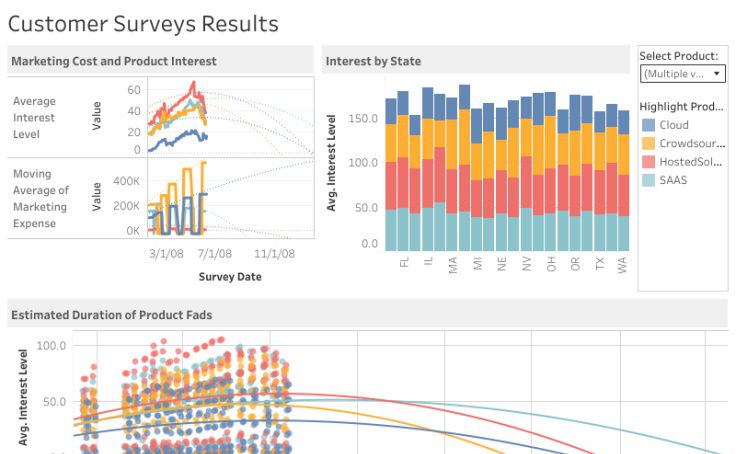 Customer Surveys Results
Marketing Cost and Product Interest
Average
Interest
Level
Value
60
40
20
0
Moving
Average of
Marketing
Expense
Value
400K
200K
0K
3/1/08 7/1/08 11/1/08
Survey Date
Interest by State
Avg. Interest Level
150.0
100.0
50.0
0.0
FL IL MA MI NE NV OH OR TX WA
Select Product:
(Multiple v...
Highlight Prod...
Cloud
Crowdsour...
HostedSol...
SAAS
Estimated Duration of Product Fads
Avg. Interest Level
100.0
50.0